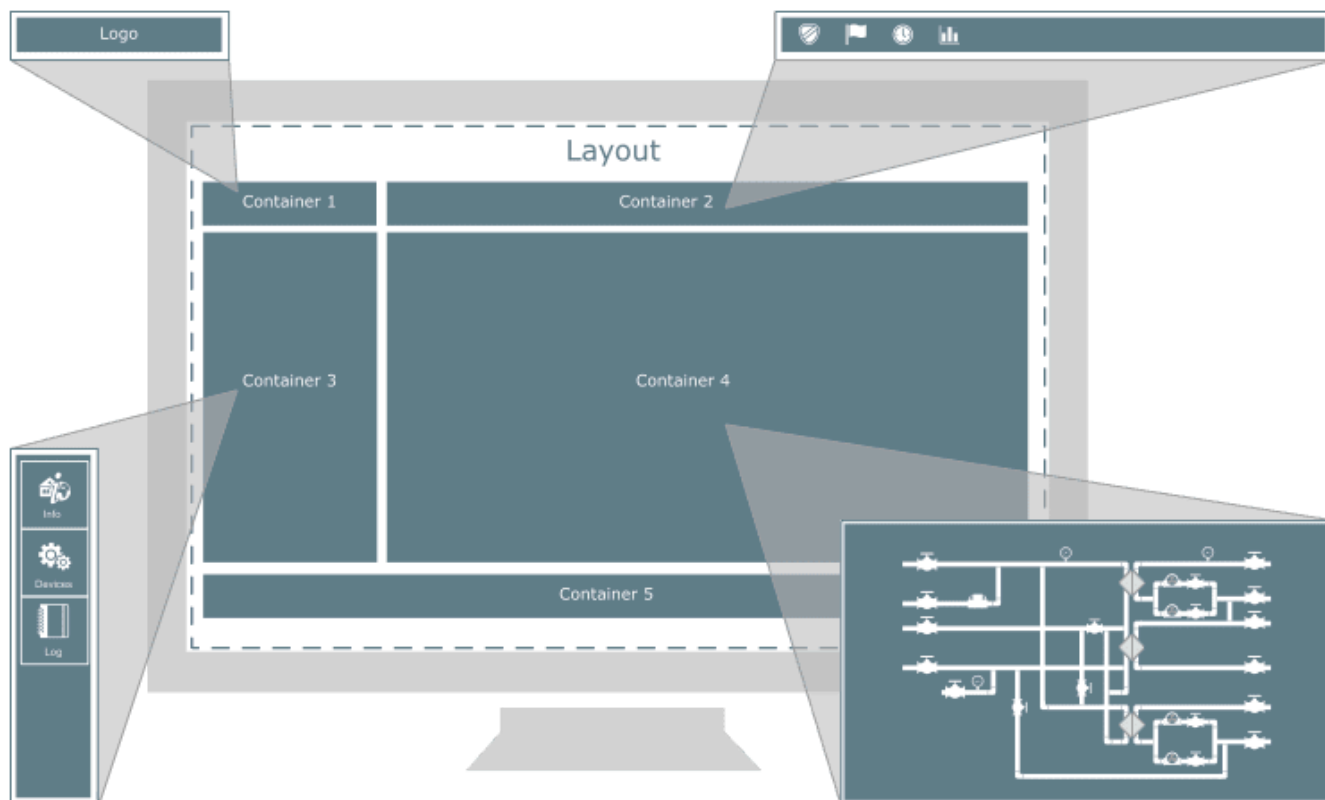 Logo
Layout
Container 1
Container 2
Container 3
Container 4
Info
Devices
Log
Container 5